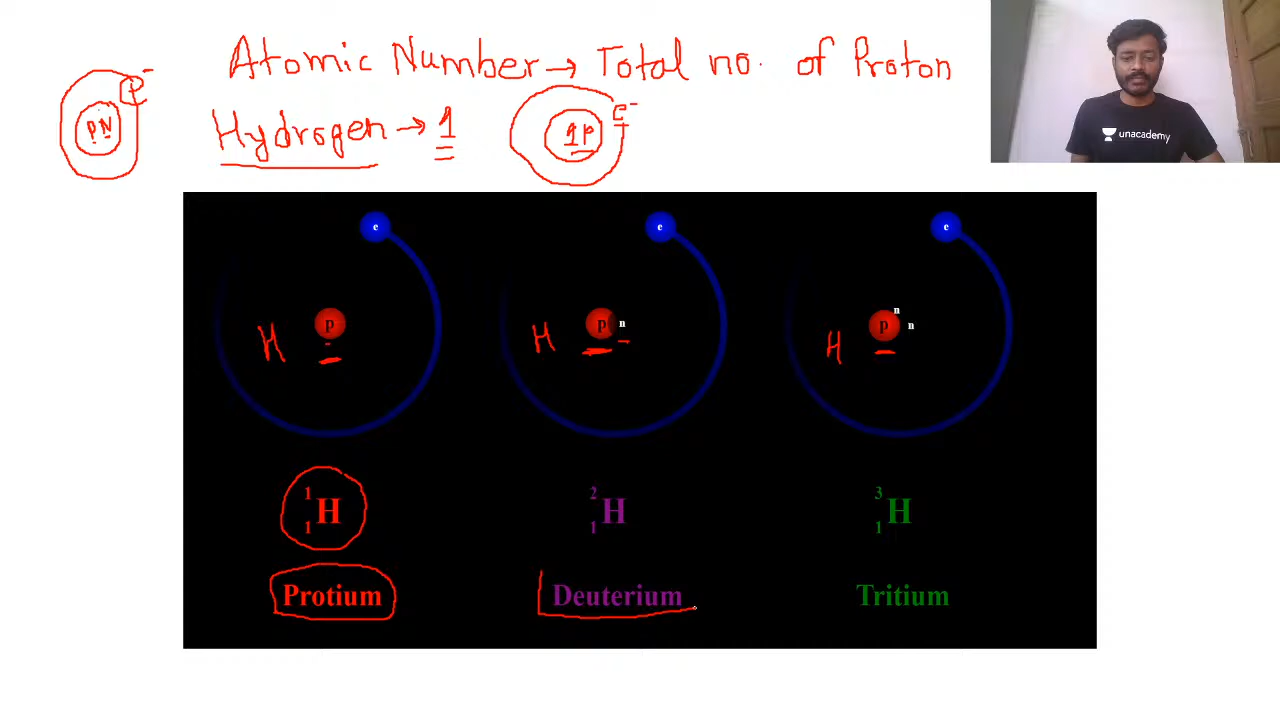 Atomic Number → Total no. of Proton
e-
PN
Hydrogen → 1
1P
e-
unacademy
e
e
e
H
p
H
p
n
H
p
n
n
1
1
H
2
1
H
3
1
H
Protium
Deuterium
Tritium